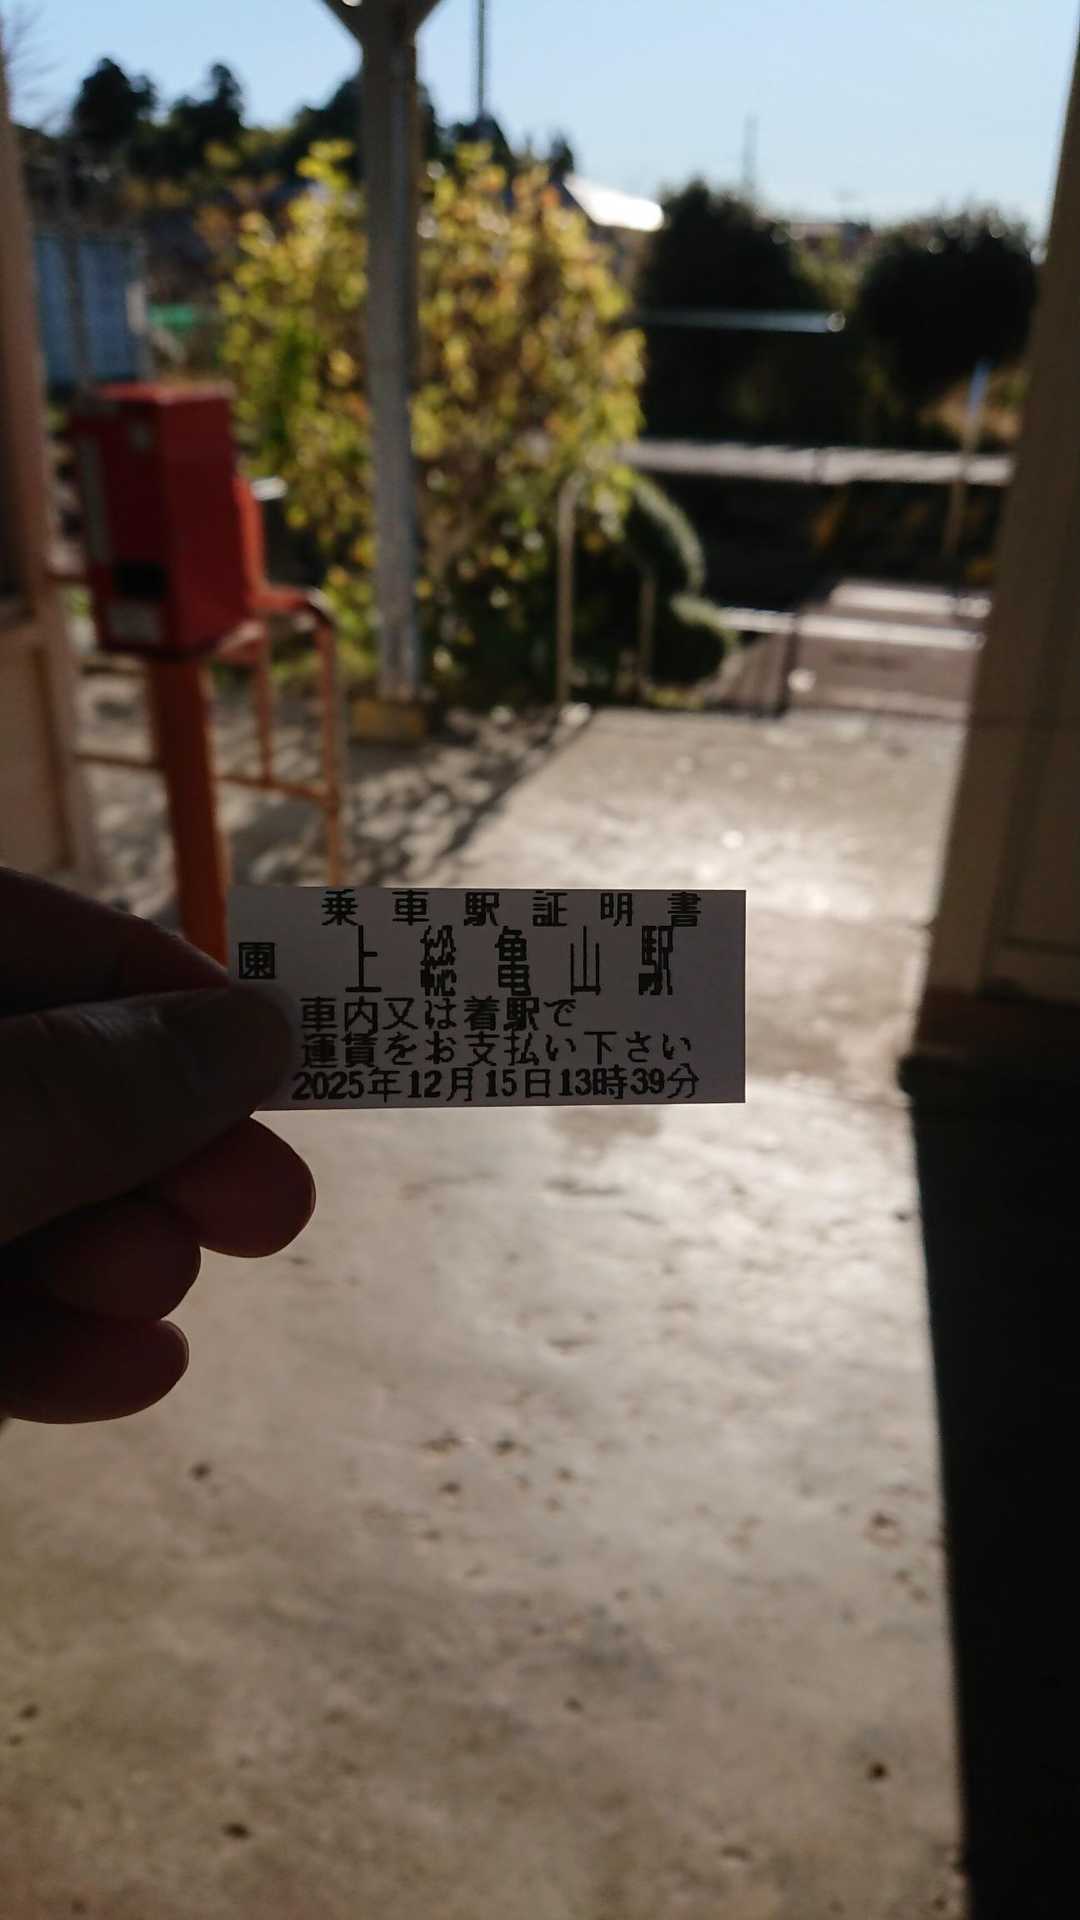 乗車駅証明書
東 上総亀山駅
車内又は着駅で
運賃をお支払い下さい
2025年12月15日13時39分